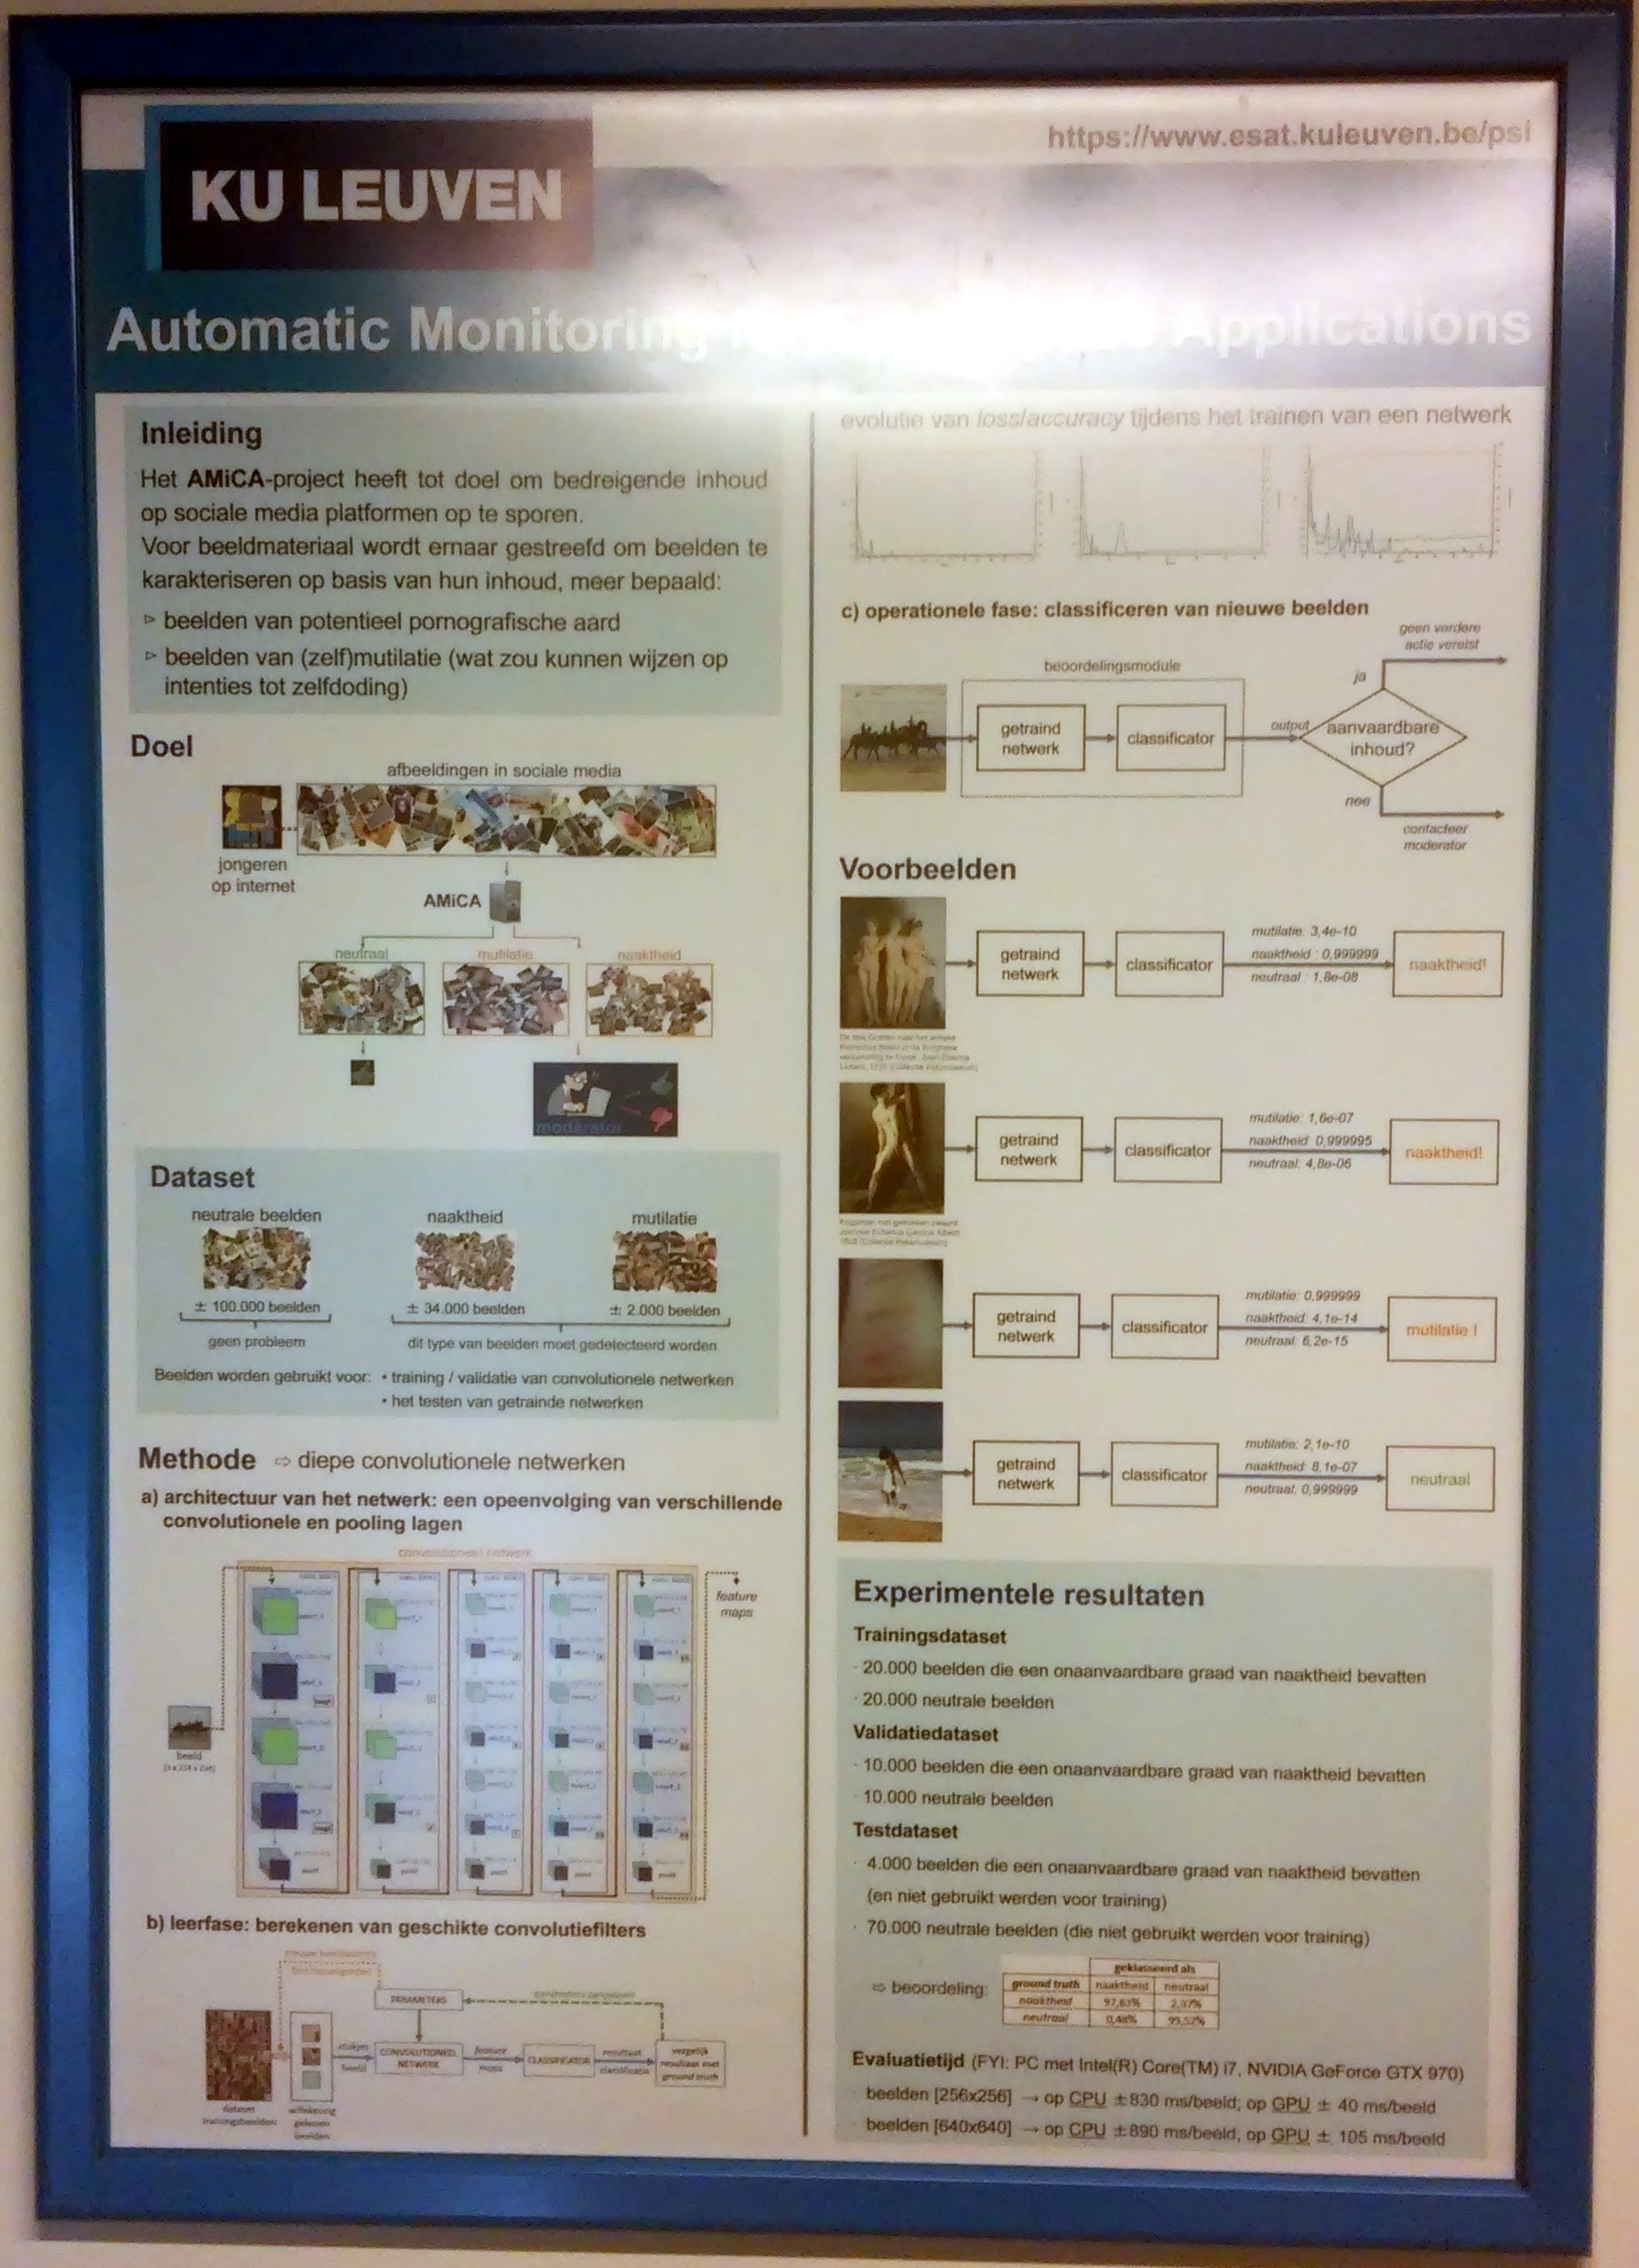 https://www.esat.kuleuven.be/psi
KU LEUVEN
Automatic Monitoring Applications
Inleiding
Het AMiCA-project heeft tot doel om bedreigende inhoud
op sociale media platformen op te sporen.
Voor beeldmateriaal wordt ernaar gestreefd om beelden te
karakteriseren op basis van hun inhoud, meer bepaald:
▹ beelden van potentieel pornografische aard
▹ beelden van (zelf)mutilatie (wat zou kunnen wijzen op
intenties tot zelfdoding)
Doel
afbeeldingen in sociale media
jongeren
op internet
AMiCA
neutraal mutilatie naaktheid
moderator
Dataset
neutrale beelden naaktheid mutilatie
± 100.000 beelden ± 34.000 beelden ± 2.000 beelden
geen probleem dit type van beelden moet gedetecteerd worden
Beelden worden gebruikt voor: • training / validatie van convolutionele netwerken
• het testen van getrainde netwerken
Methode ⇨ diepe convolutionele netwerken
a) architectuur van het netwerk: een opeenvolging van verschillende
convolutionele en pooling lagen
convolutioneel netwerk
feature
maps
beeld
b) leerfase: berekenen van geschikte convolutiefilters
PARAMETERS
parameters aangepast
CONVOLUTIONEEL
NETWERK
feature
maps
CLASSIFICATOR
resultaat
classificatie
vergelijk
resultaat met
ground truth
beeld
dataset
trainingsbeelden
gekozen
beelden
evolutie van loss/accuracy tijdens het trainen van een netwerk
c) operationele fase: classificeren van nieuwe beelden
geen verdere
actie vereist
beoordelingsmodule
ja
getraind
netwerk
classificator
output
aanvaardbare
inhoud?
nee
contacteer
moderator
Voorbeelden
getraind
netwerk
classificator
mutilatie: 3,4e-10
naaktheid : 0,999999
neutraal : 1,8e-08
naaktheid!
getraind
netwerk
classificator
mutilatie: 1,6e-07
naaktheid: 0,999995
neutraal: 4,8e-06
naaktheid!
getraind
netwerk
classificator
mutilatie: 0,999999
naaktheid: 4,1e-14
neutraal: 6,2e-15
mutilatie !
getraind
netwerk
classificator
mutilatie: 2,1e-10
naaktheid: 8,1e-07
neutraal: 0,999999
neutraal
Experimentele resultaten
Trainingsdataset
· 20.000 beelden die een onaanvaardbare graad van naaktheid bevatten
· 20.000 neutrale beelden
Validatiedataset
· 10.000 beelden die een onaanvaardbare graad van naaktheid bevatten
· 10.000 neutrale beelden
Testdataset
· 4.000 beelden die een onaanvaardbare graad van naaktheid bevatten
(en niet gebruikt werden voor training)
· 70.000 neutrale beelden (die niet gebruikt werden voor training)
⇨ beoordeling:
geklasseerd als
ground truth naaktheid neutraal
naaktheid 97,63% 2,37%
neutraal 0,48% 99,52%
Evaluatietijd (FYI: PC met Intel(R) Core(TM) i7, NVIDIA GeForce GTX 970)
· beelden [256x256] → op CPU ±830 ms/beeld; op GPU ± 40 ms/beeld
· beelden [640x640] → op CPU ±890 ms/beeld; op GPU ± 105 ms/beeld